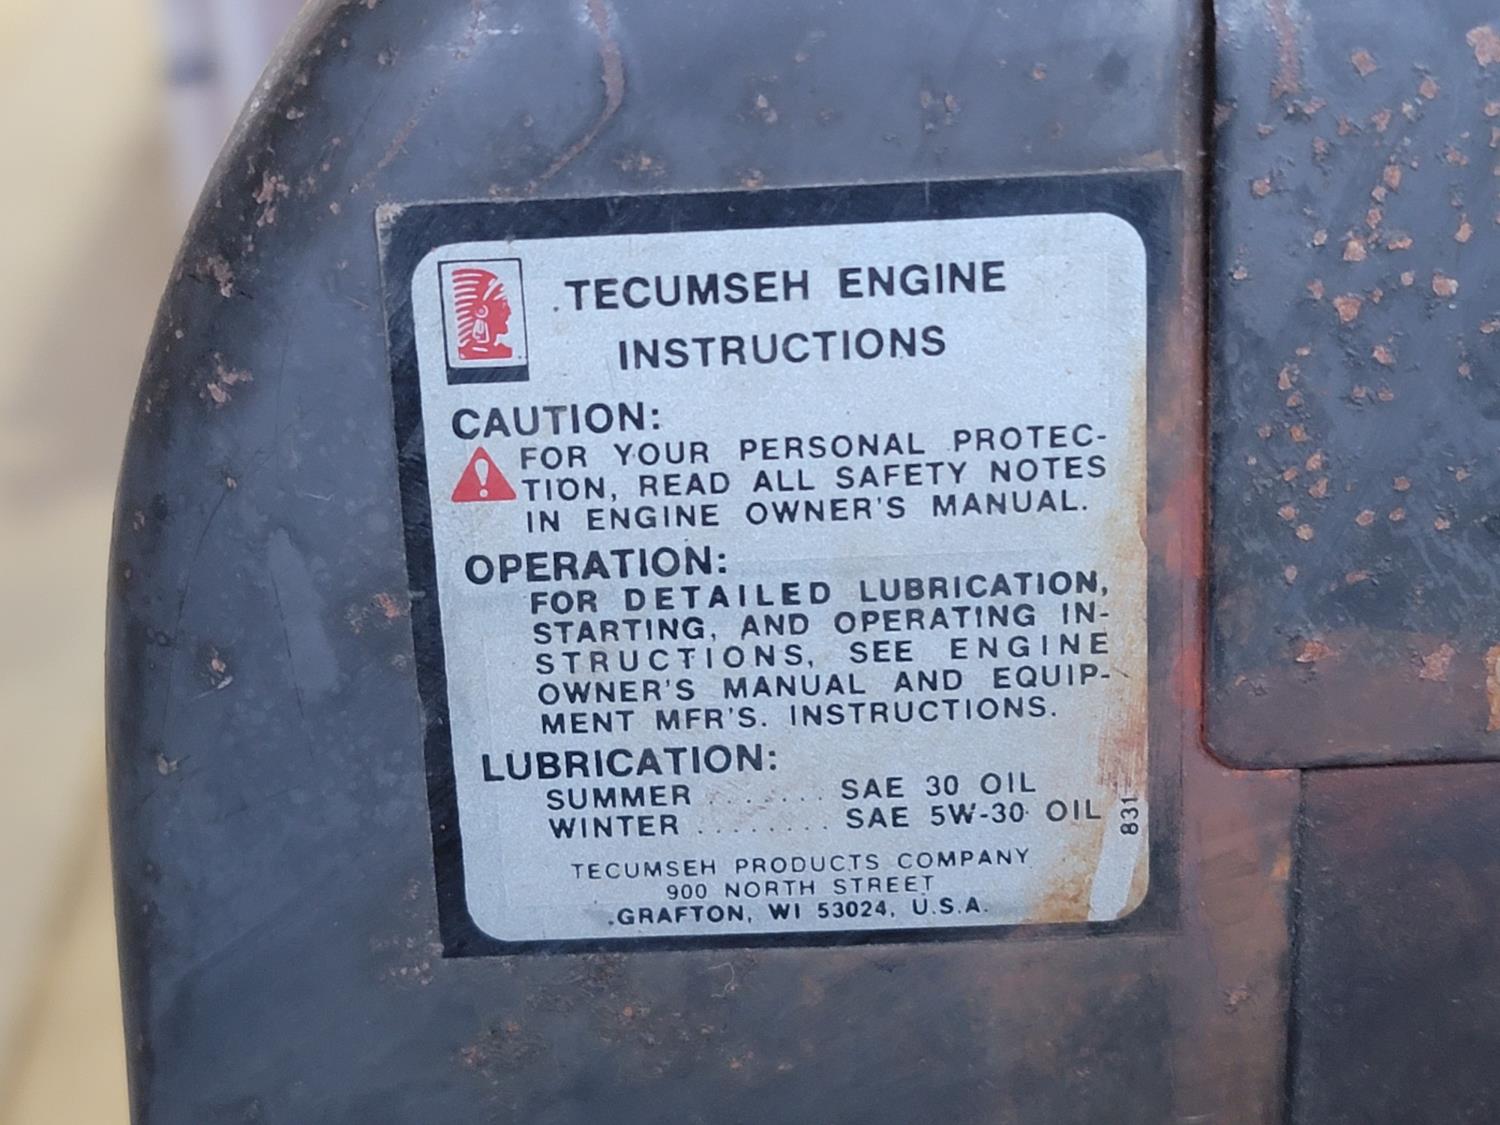 TECUMSEH ENGINE
INSTRUCTIONS
CAUTION:
FOR YOUR PERSONAL PROTEC-
TION, READ ALL SAFETY NOTES
IN ENGINE OWNER'S MANUAL.
OPERATION:
FOR DETAILED LUBRICATION,
STARTING, AND OPERATING IN-
STRUCTIONS, SEE ENGINE
OWNER'S MANUAL AND EQUIP-
MENT MFR'S. INSTRUCTIONS.
LUBRICATION:
SUMMER ....... SAE 30 OIL
WINTER ........ SAE 5W-30 OIL
831
TECUMSEH PRODUCTS COMPANY
900 NORTH STREET
GRAFTON, WI 53024, U.S.A.